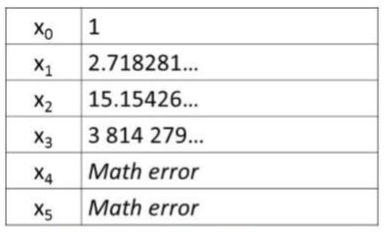 x₀ 1
x₁ 2.718281...
x₂ 15.15426...
x₃ 3 814 279...
x₄ Math error
x₅ Math error